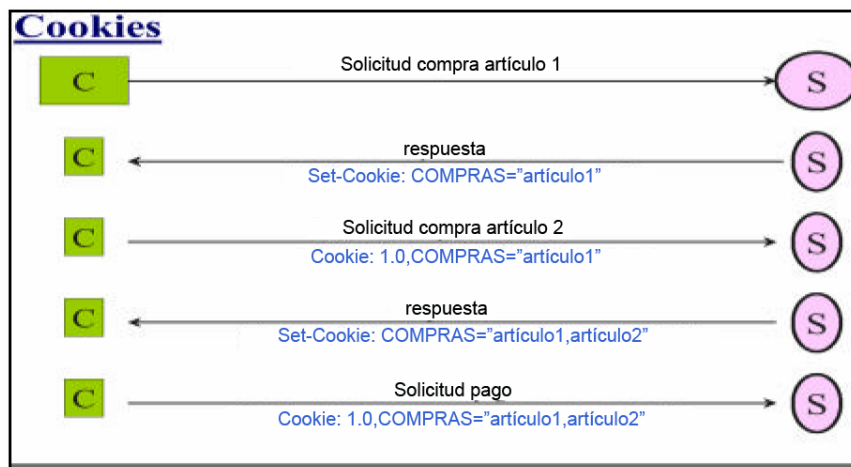 Cookies
C
Solicitud compra artículo 1
S
C
respuesta
Set-Cookie: COMPRAS=”artículo1”
S
C
Solicitud compra artículo 2
Cookie: 1.0,COMPRAS=”artículo1”
S
C
respuesta
Set-Cookie: COMPRAS=”artículo1,artículo2”
S
C
Solicitud pago
Cookie: 1.0,COMPRAS=”artículo1,artículo2”
S